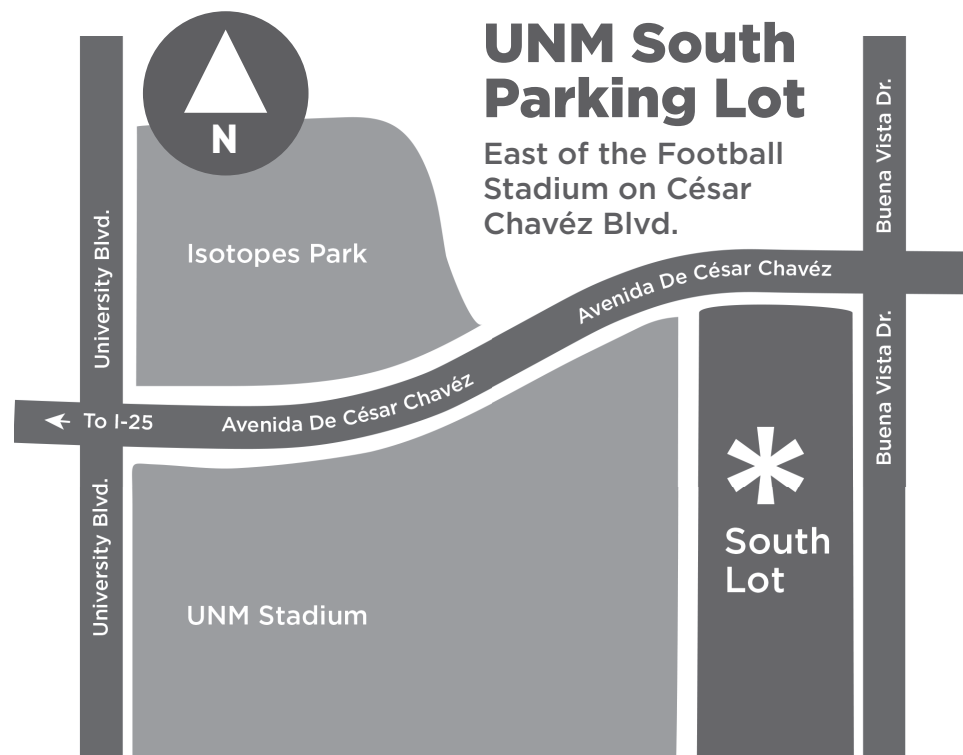 UNM South
Parking Lot
East of the Football
Stadium on César
Chavéz Blvd.
N
Buena Vista Dr.
University Blvd.
Isotopes Park
Avenida De César Chavéz
Buena Vista Dr.
To I-25
Avenida De César Chavéz
University Blvd.
South
Lot
UNM Stadium